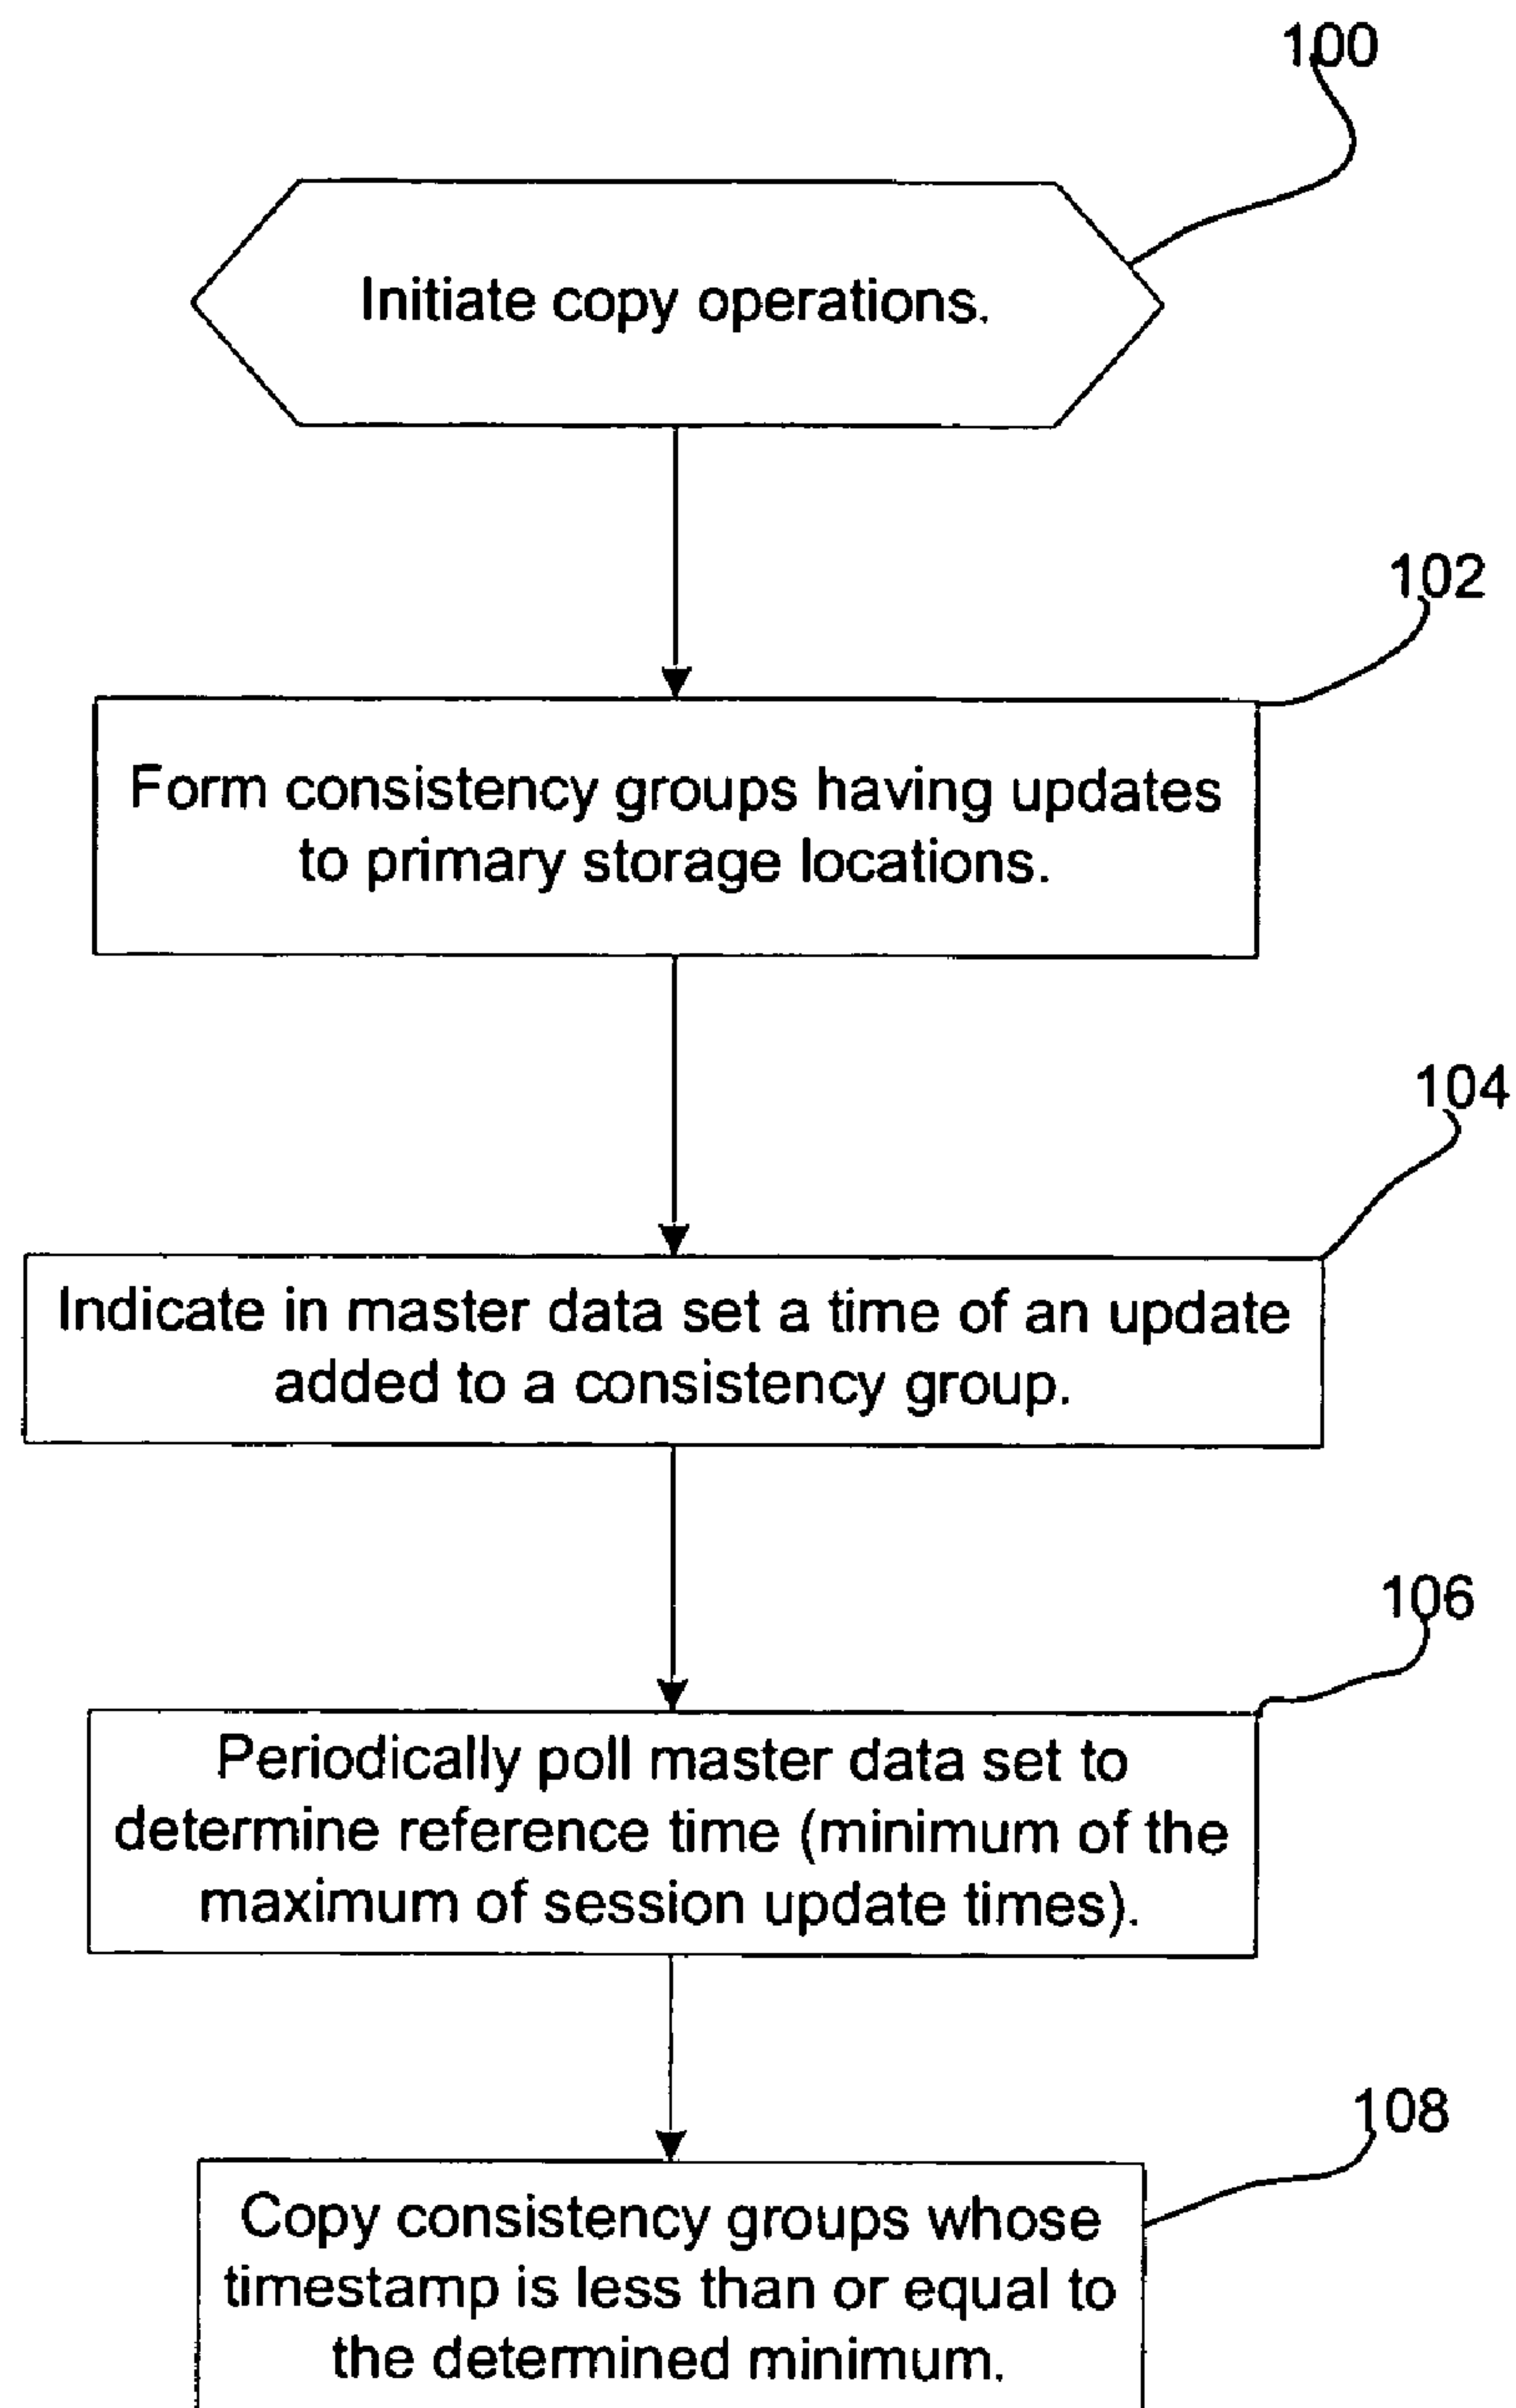 100
Initiate copy operations.
102
Form consistency groups having updates
to primary storage locations.
104
Indicate in master data set a time of an update
added to a consistency group.
106
Periodically poll master data set to
determine reference time (minimum of the
maximum of session update times).
108
Copy consistency groups whose
timestamp is less than or equal to
the determined minimum.